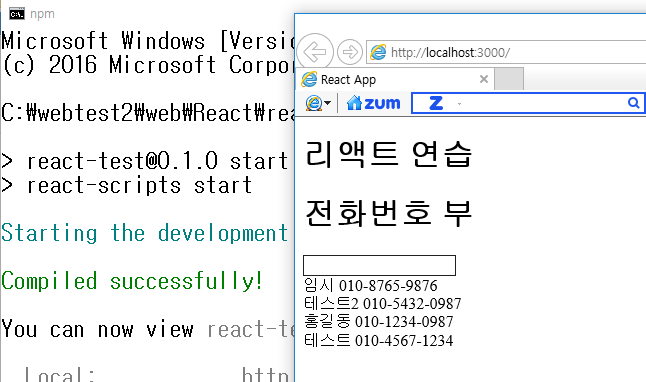 npm
Microsoft Windows [Versi
(c) 2016 Microsoft Corpor
C:\webtest2\web\React\rea
> react-test@0.1.0 start
> react-scripts start
Starting the development
Compiled successfully!
You can now view react-te
Local: http
http://localhost:3000/
React App
zum
Z
리액트 연습
전화번호 부
임시 010-8765-9876
테스트2 010-5432-0987
홍길동 010-1234-0987
테스트 010-4567-1234